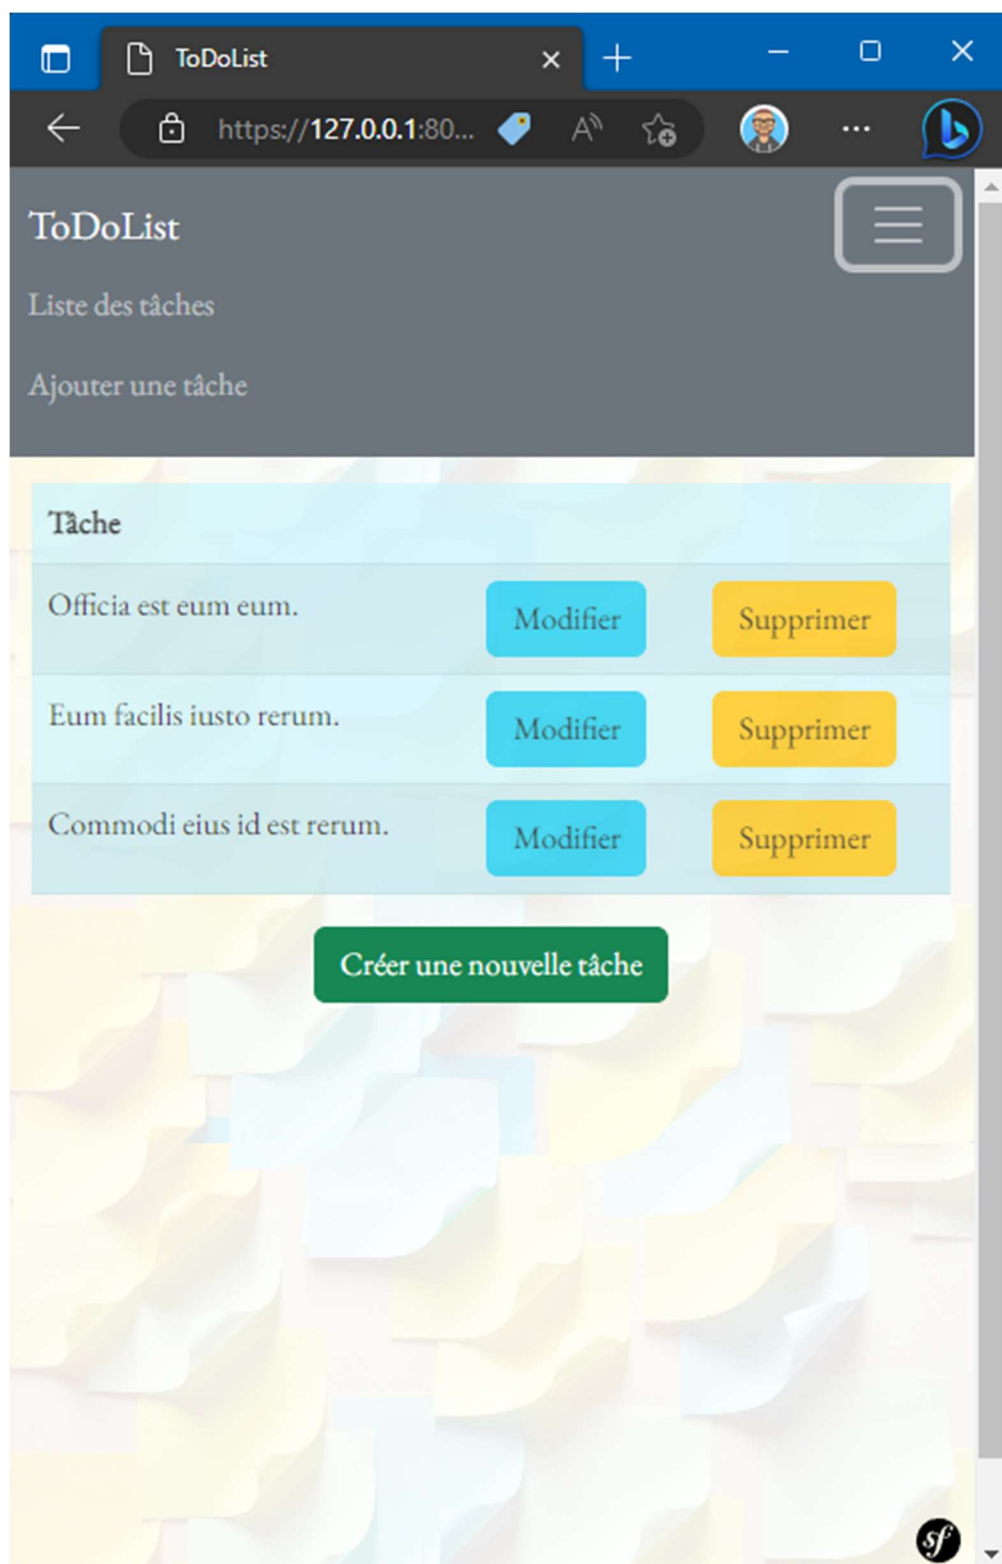 ToDoList
https://127.0.0.1:80...
ToDoList
Liste des tâches
Ajouter une tâche
Tâche
Officia est eum eum. Modifier Supprimer
Eum facilis iusto rerum. Modifier Supprimer
Commodi eius id est rerum. Modifier Supprimer
Créer une nouvelle tâche
sf